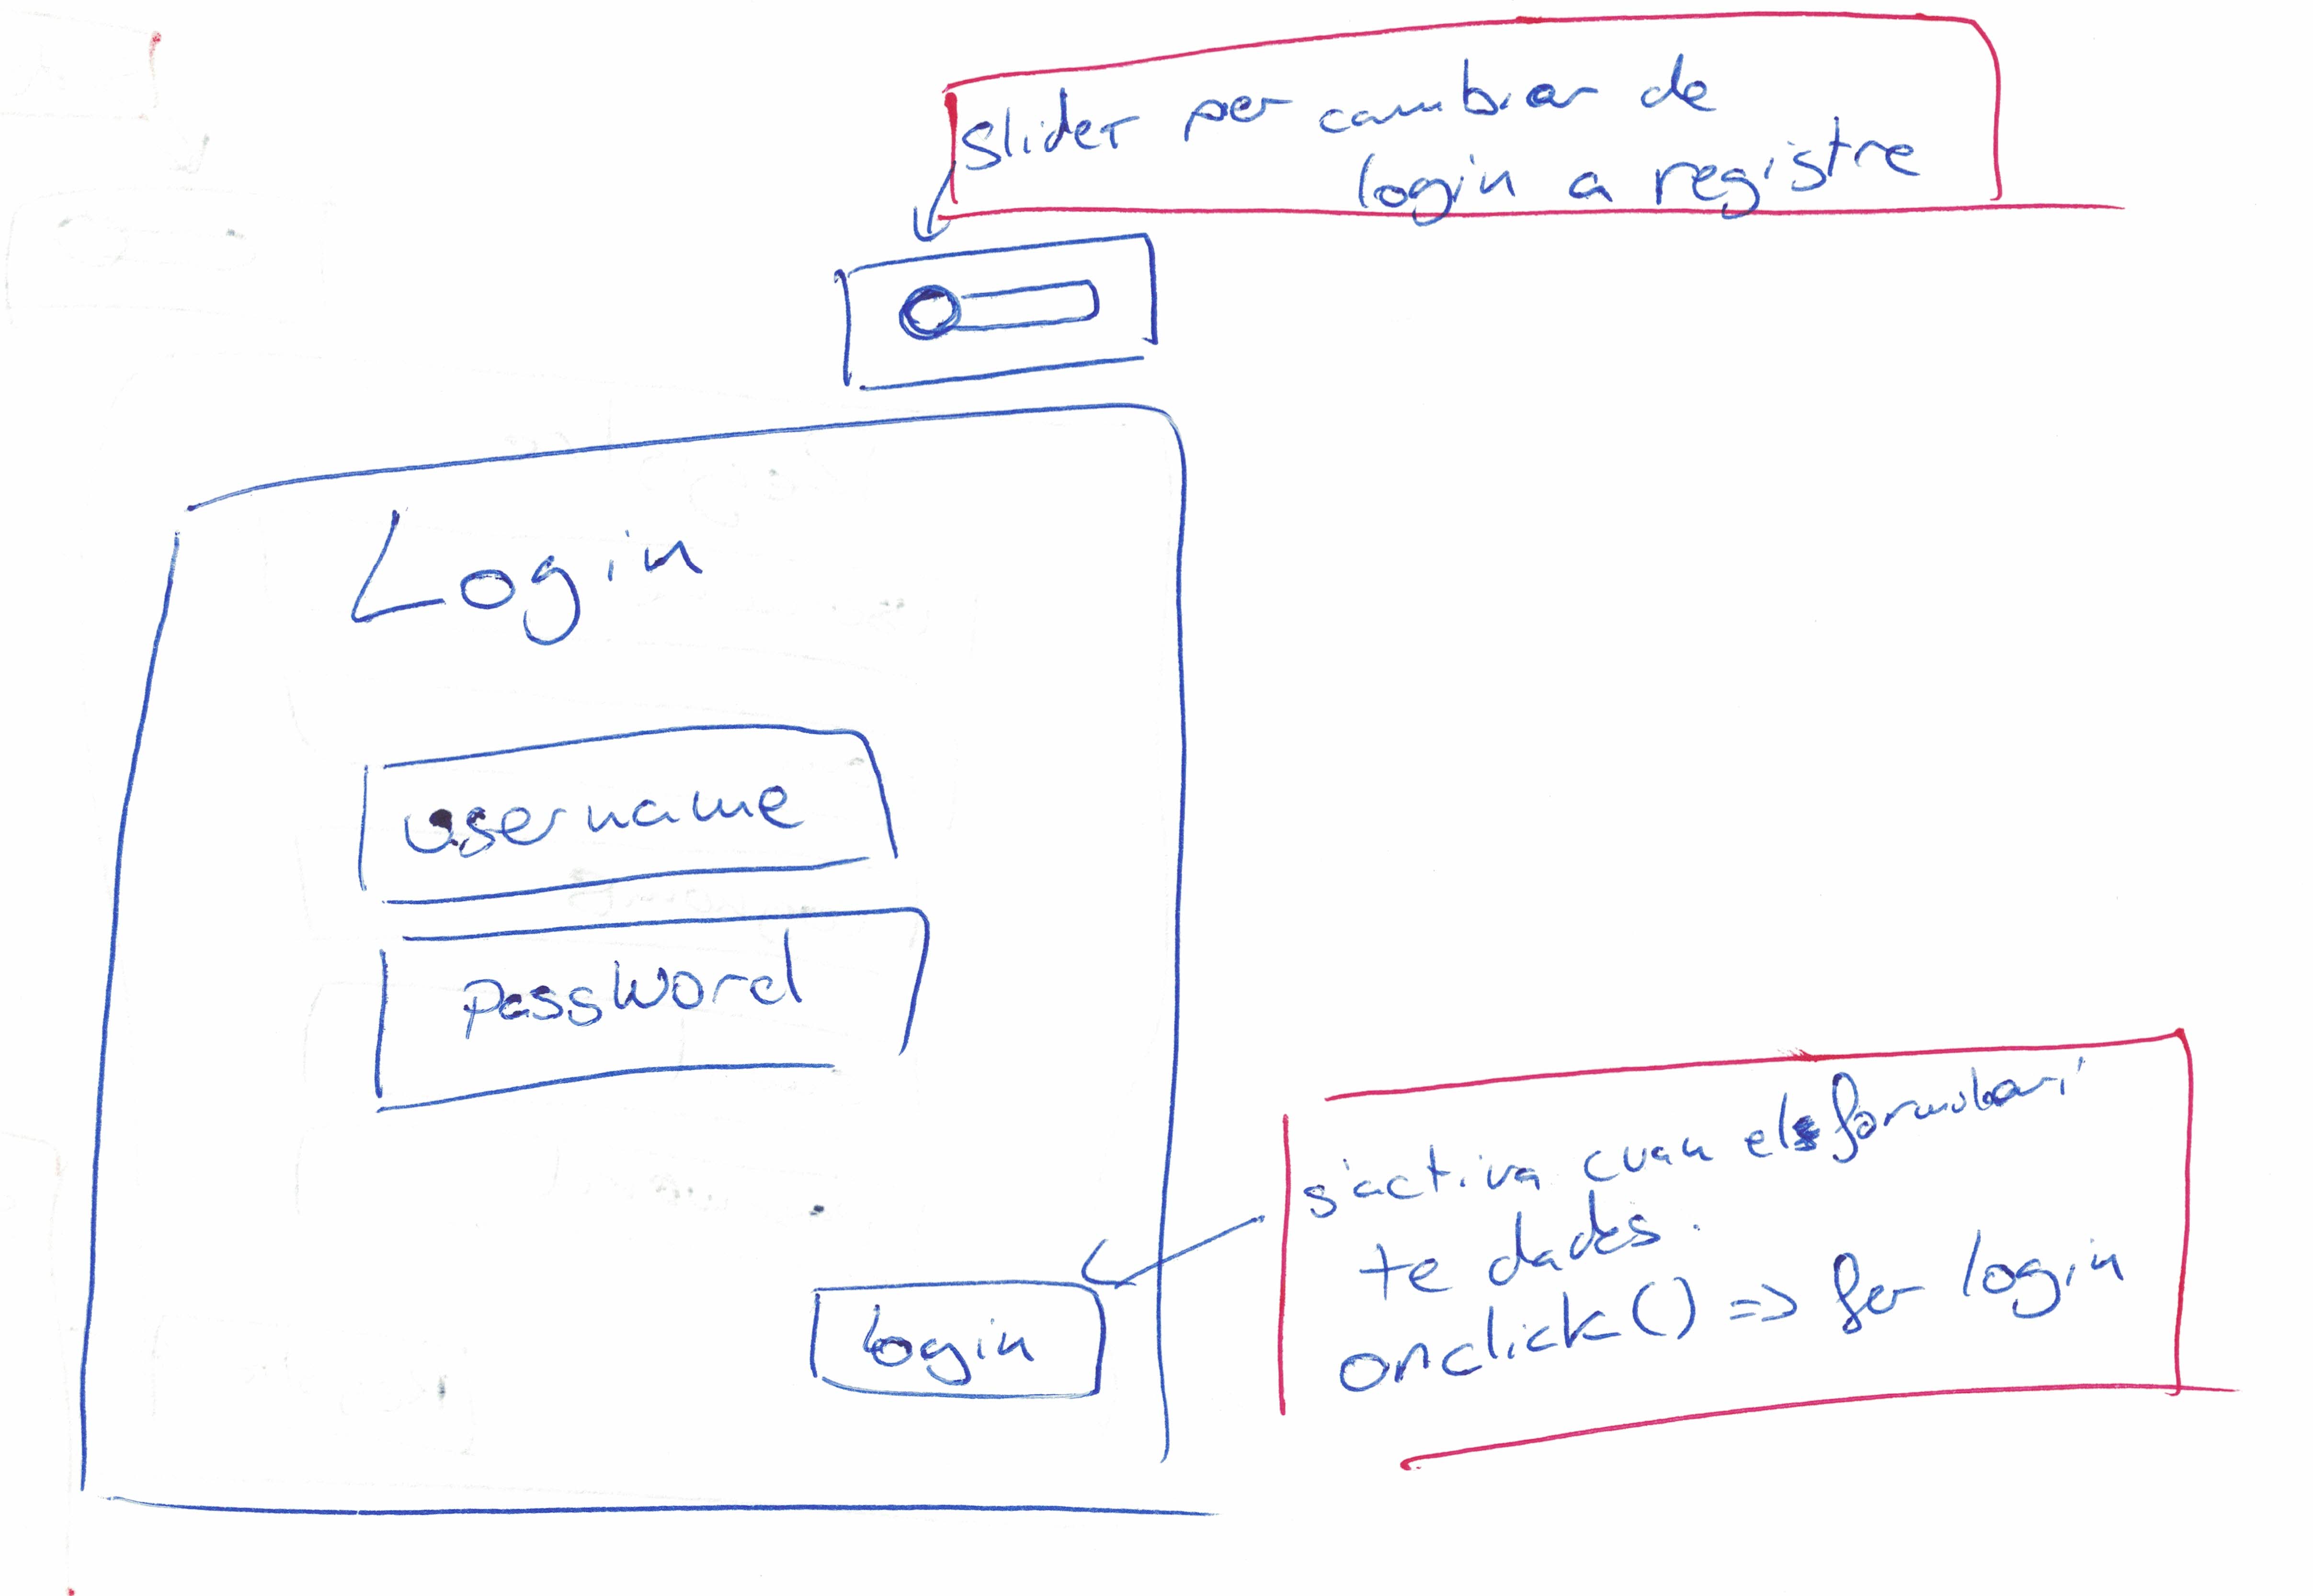 slider per cambiar de
login a registre
Login
username
password
s'activa cuan el formulari
te dades.
onclick() => fer login
login